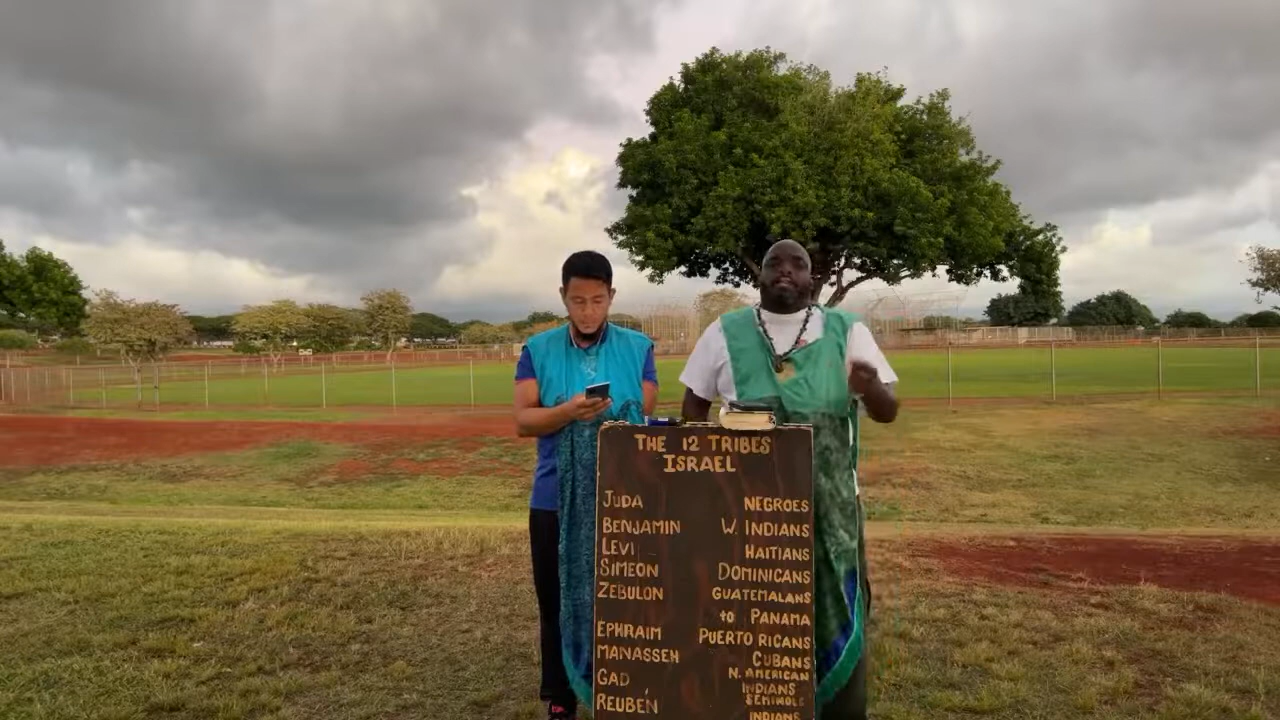 THE 12 TRIBES
ISRAEL
JUDA NEGROES
BENJAMIN W. INDIANS
LEVI HAITIANS
SIMEON DOMINICANS
ZEBULON GUATEMALANS
to PANAMA
EPHRAIM PUERTO RICANS
MANASSEH CUBANS
GAD N. AMERICAN
INDIANS
REUBEN SEMINOLE
INDIANS